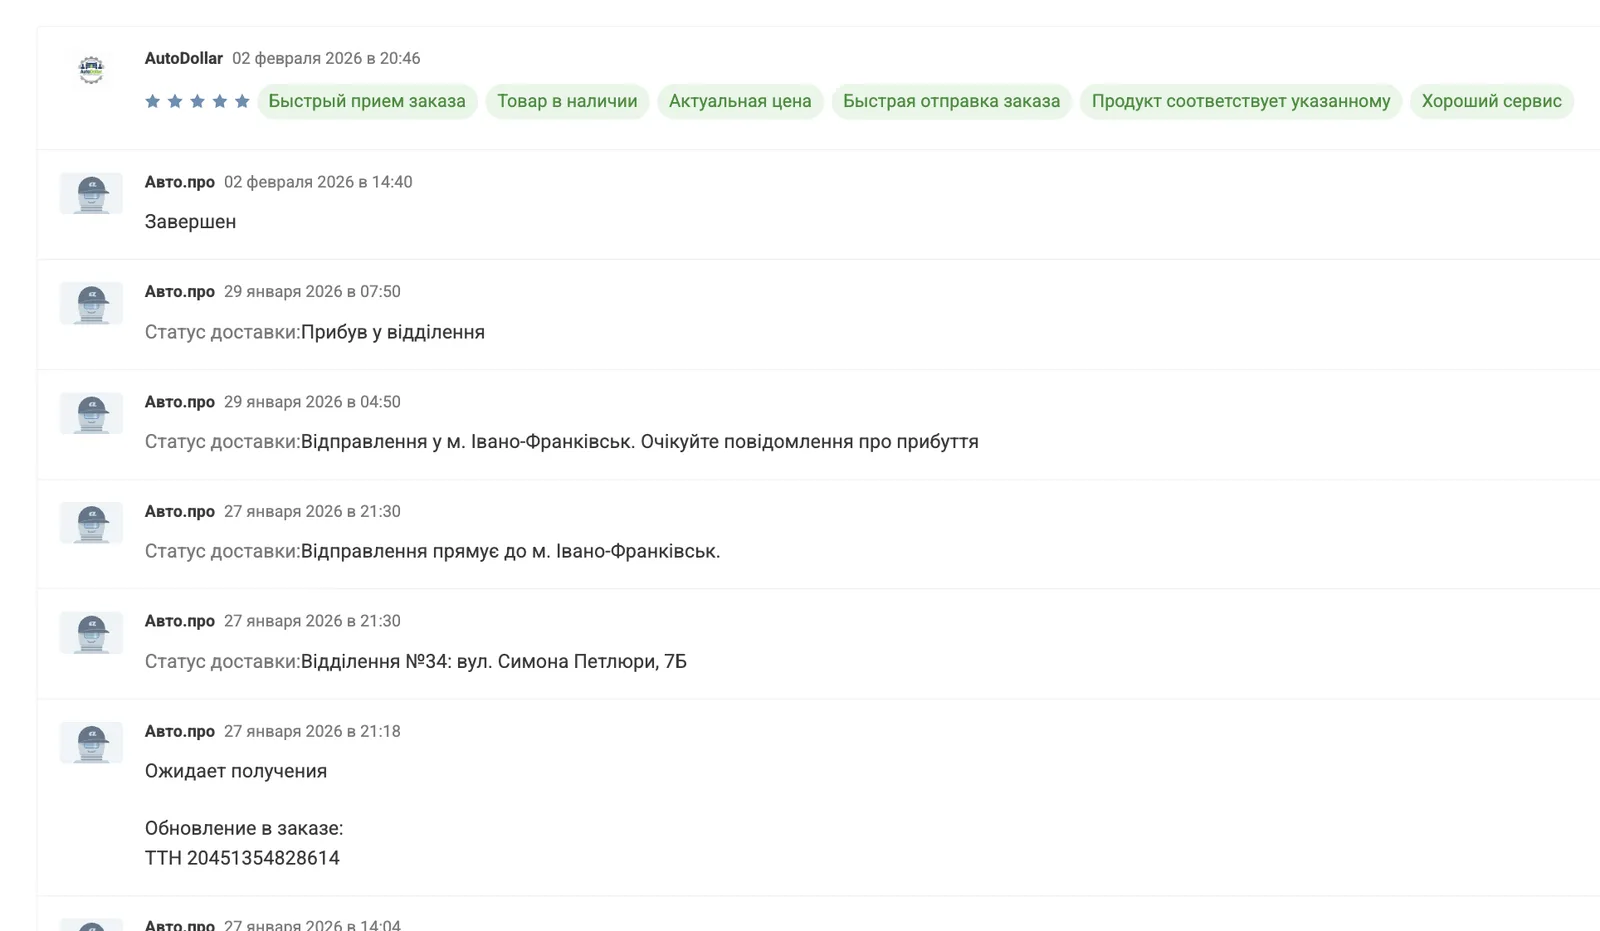 AutoDollar 02 февраля 2026 в 20:46
Быстрый прием заказа Товар в наличии Актуальная цена Быстрая отправка заказа Продукт соответствует указанному Хороший сервис
Авто.про 02 февраля 2026 в 14:40
Завершен
Авто.про 29 января 2026 в 07:50
Статус доставки:Прибув у відділення
Авто.про 29 января 2026 в 04:50
Статус доставки:Відправлення у м. Івано-Франківськ. Очікуйте повідомлення про прибуття
Авто.про 27 января 2026 в 21:30
Статус доставки:Відправлення прямує до м. Івано-Франківськ.
Авто.про 27 января 2026 в 21:30
Статус доставки:Відділення №34: вул. Симона Петлюри, 7Б
Авто.про 27 января 2026 в 21:18
Ожидает получения
Обновление в заказе:
ТТН 20451354828614
Авто.про 27 января 2026 в 14:04